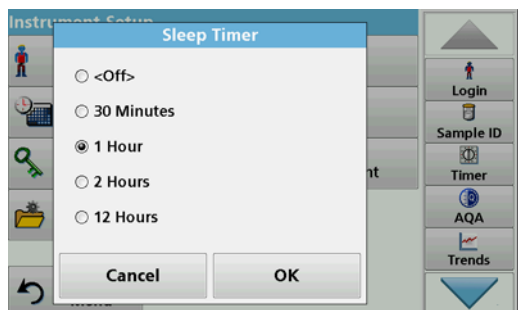 Instrument Setup
Sleep Timer
<Off>
30 Minutes
1 Hour
2 Hours
12 Hours
Cancel
OK
Menu
Login
Sample ID
Timer
AQA
Trends